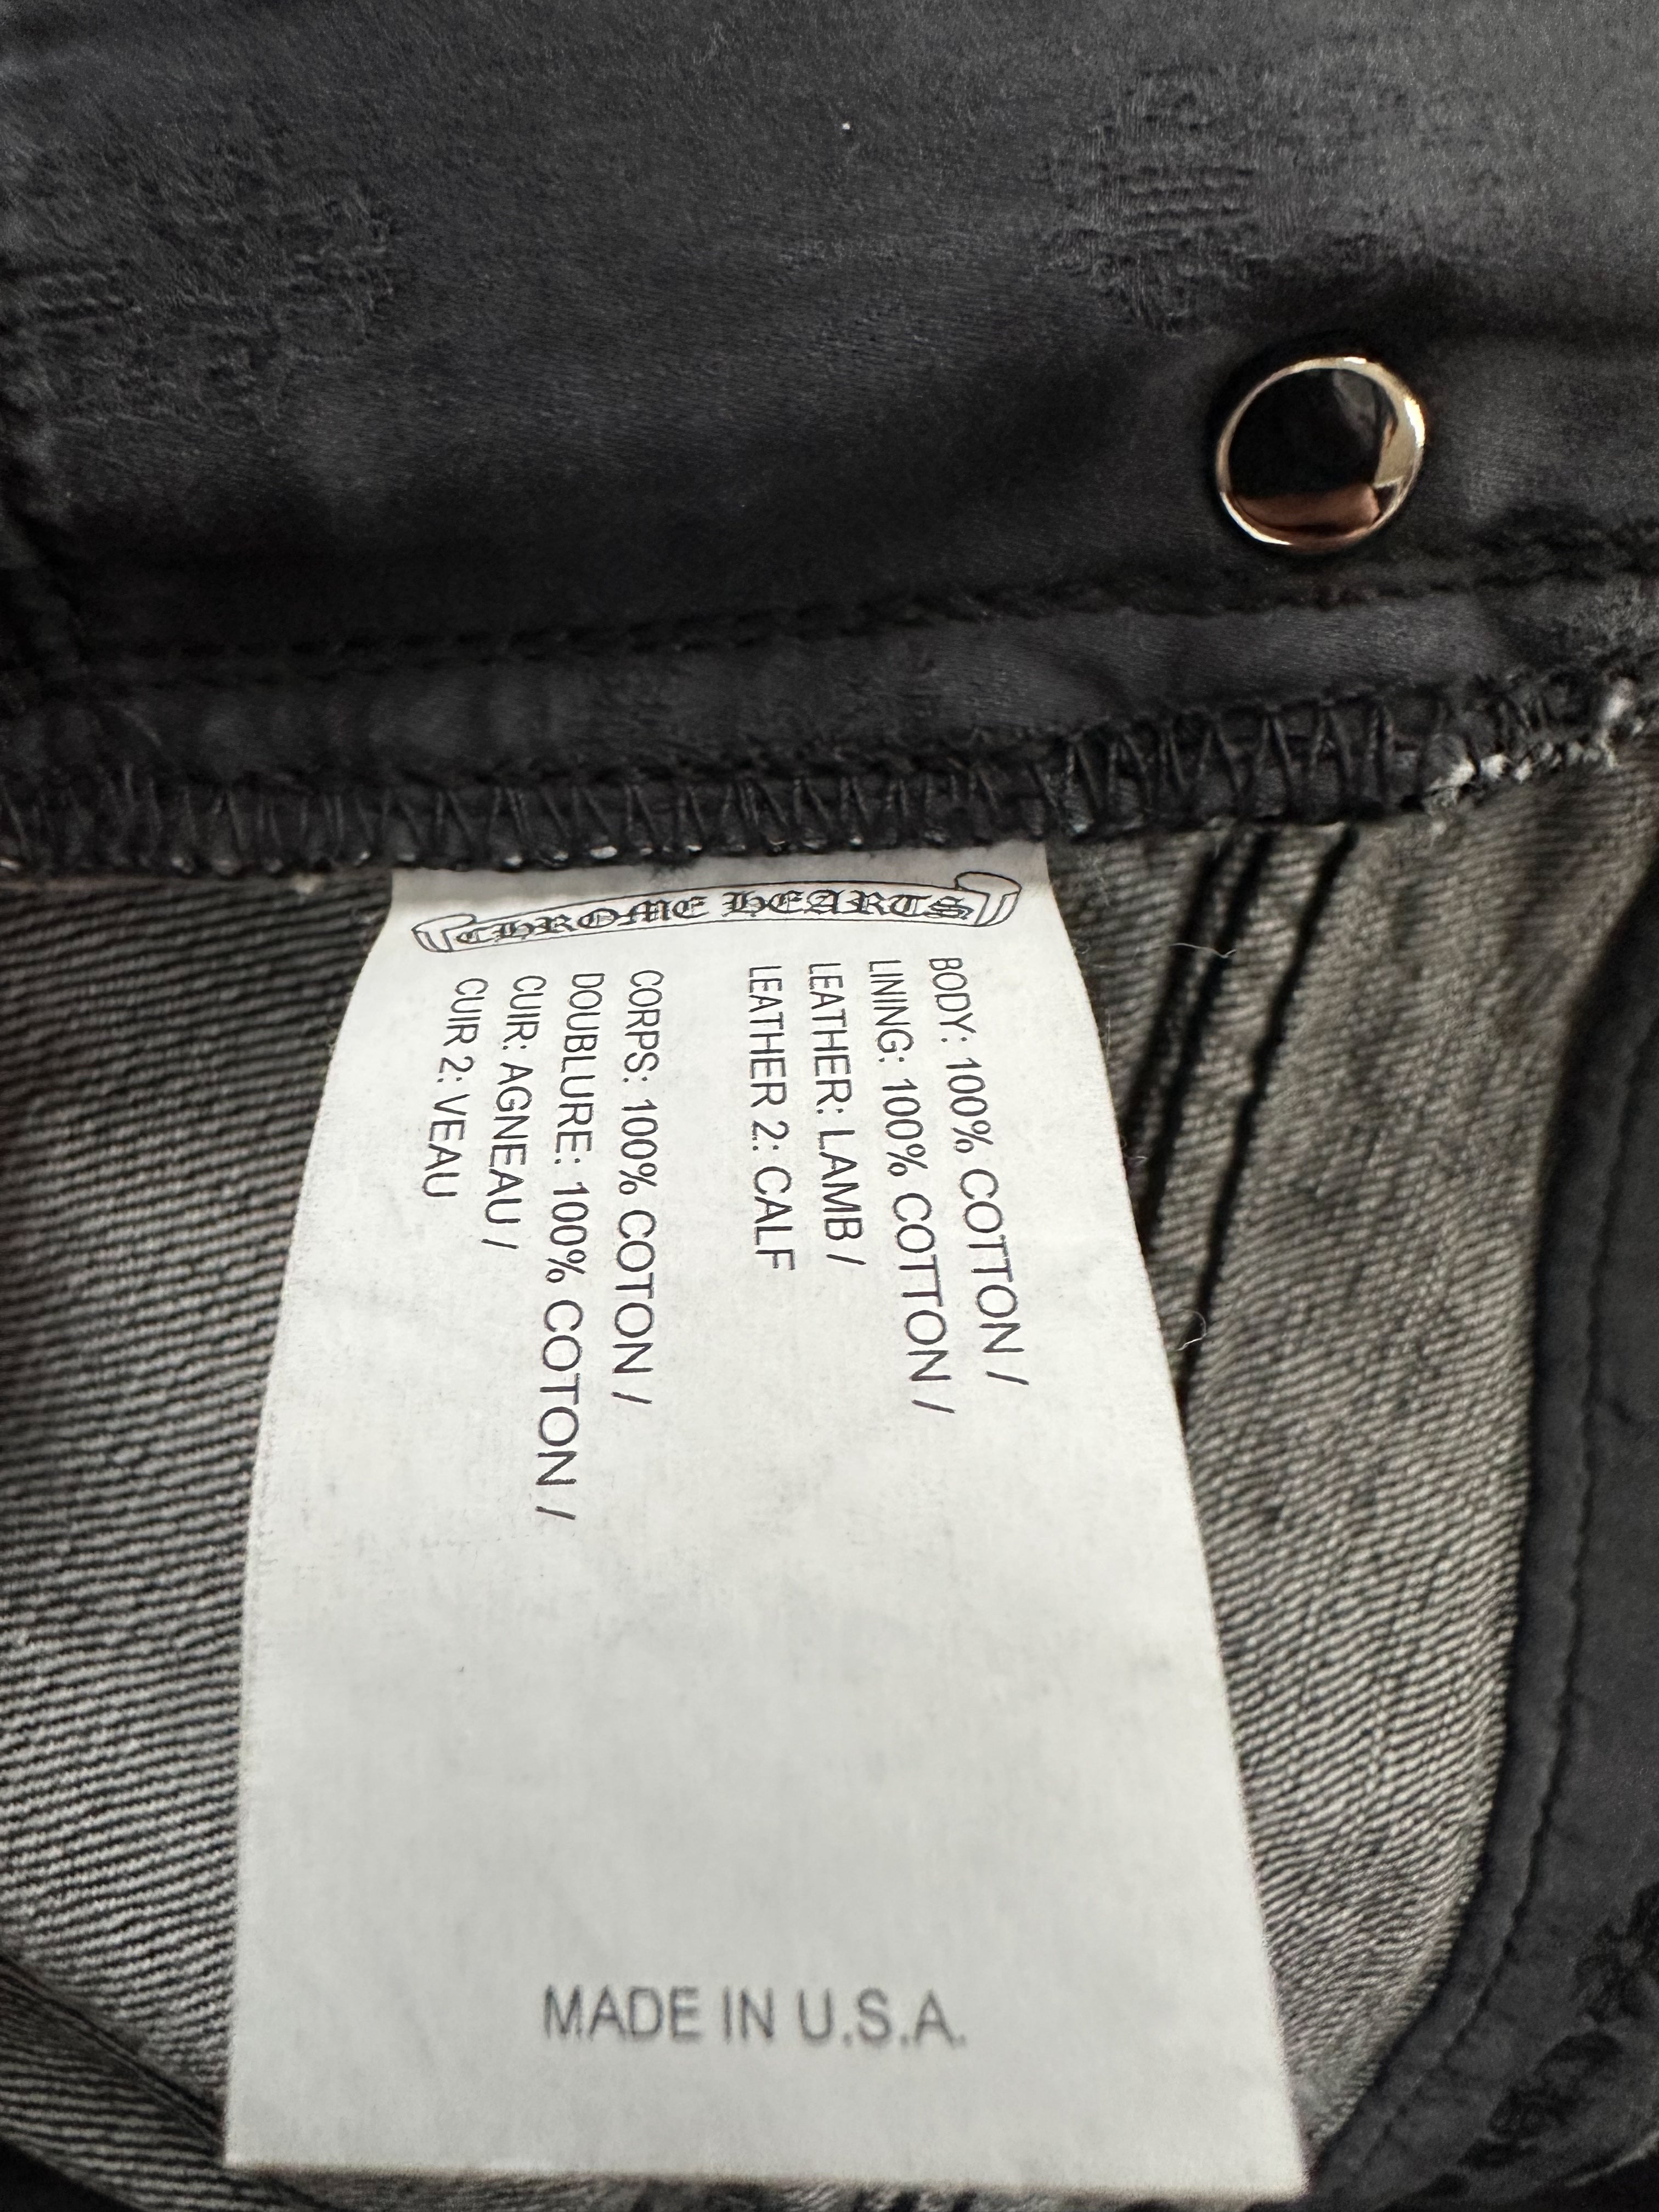 CHROME HEARTS
BODY: 100% COTTON /
LINING: 100% COTTON /
LEATHER: LAMB /
LEATHER 2: CALF
CORPS: 100% COTON /
DOUBLURE: 100% COTON /
CUIR: AGNEAU /
CUIR 2: VEAU
MADE IN U.S.A.